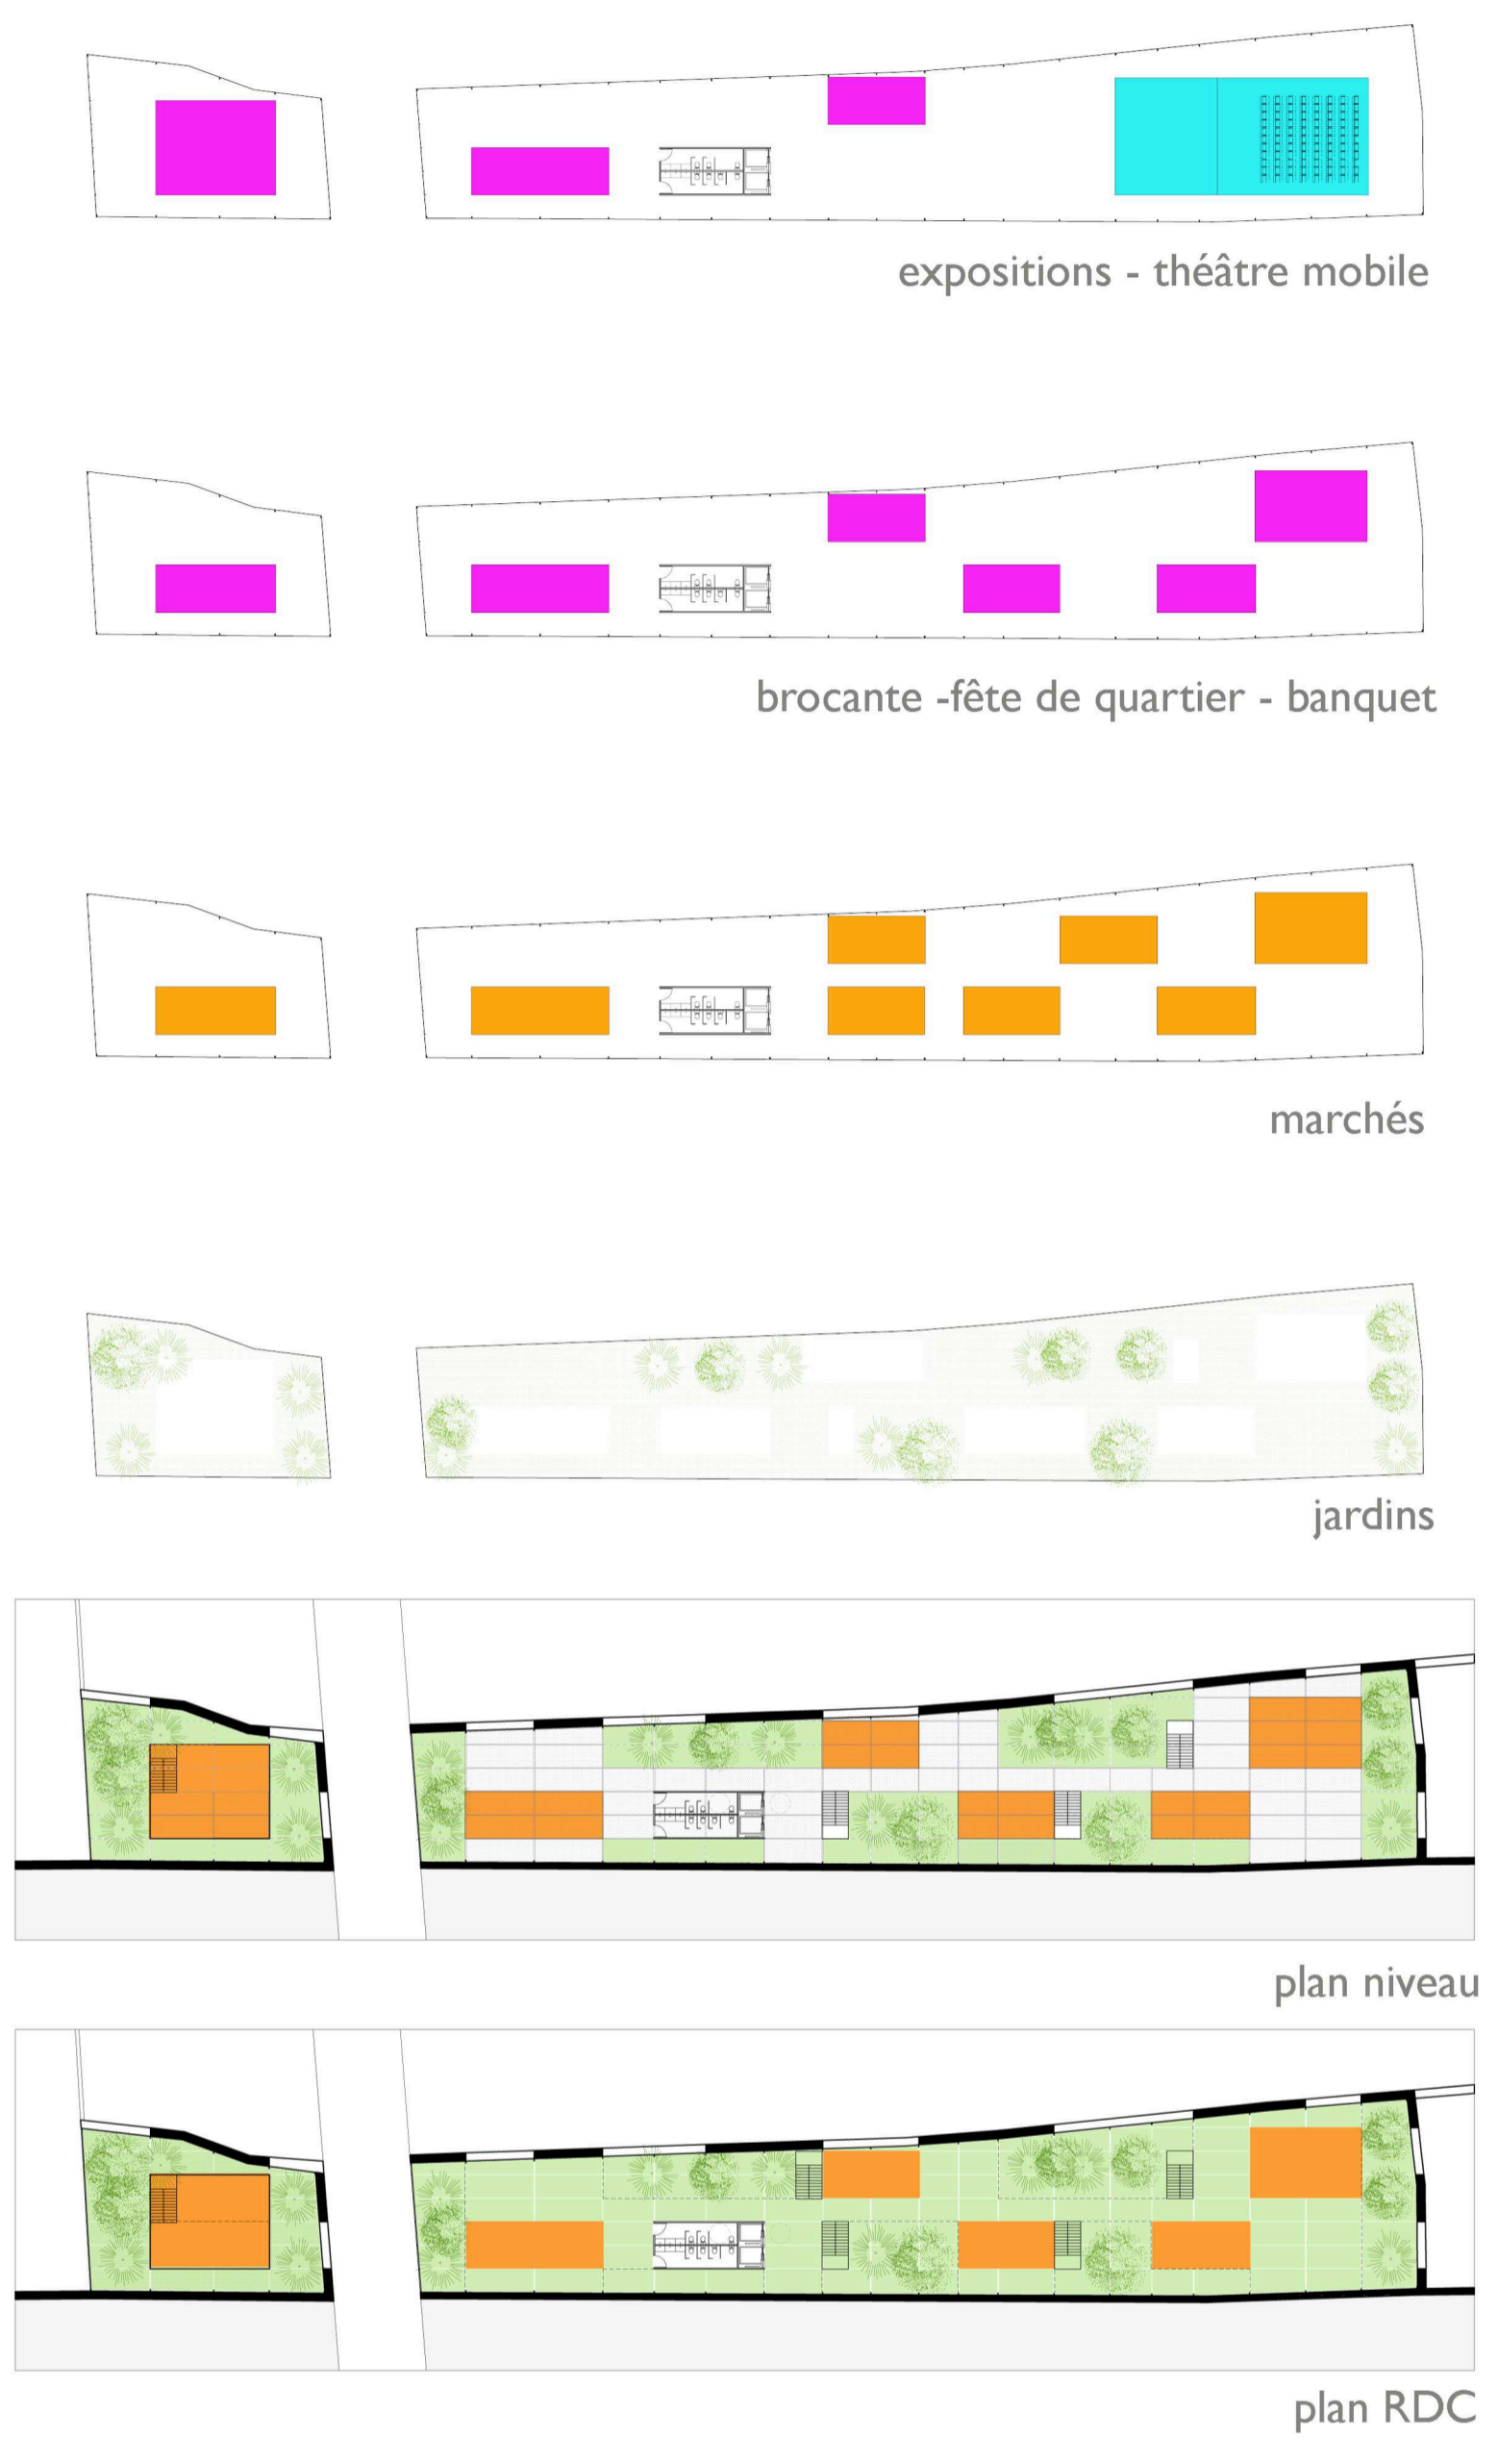 expositions - théâtre mobile
brocante -fête de quartier - banquet
marchés
jardins
plan niveau
plan RDC